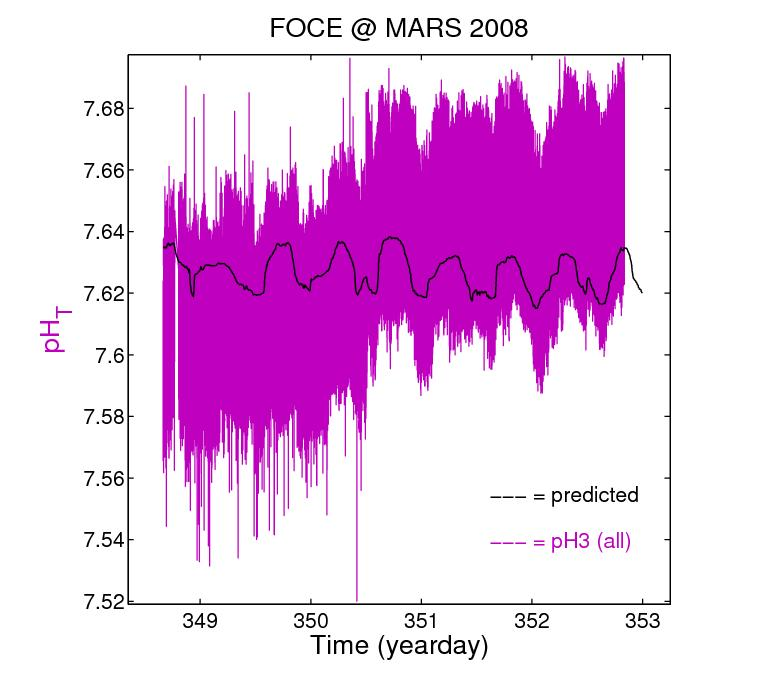 FOCE @ MARS 2008
pH_T
7.68
7.66
7.64
7.62
7.6
7.58
7.56
7.54
7.52
−−− = predicted
−−− = pH3 (all)
349 350 351 352 353
Time (yearday)